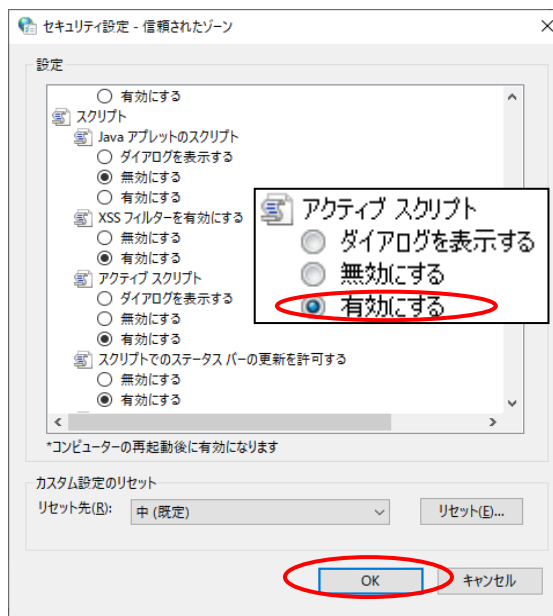 セキュリティ設定 - 信頼されたゾーン
設定
有効にする
スクリプト
Java アプレットのスクリプト
ダイアログを表示する
無効にする
有効にする
XSS フィルターを有効にする
無効にする
有効にする
アクティブ スクリプト
ダイアログを表示する
無効にする
有効にする
スクリプトでのステータス バーの更新を許可する
無効にする
有効にする
アクティブ スクリプト
ダイアログを表示する
無効にする
有効にする
*コンピューターの再起動後に有効になります
カスタム設定のリセット
リセット先(R): 中 (既定) リセット(E)...
OK キャンセル